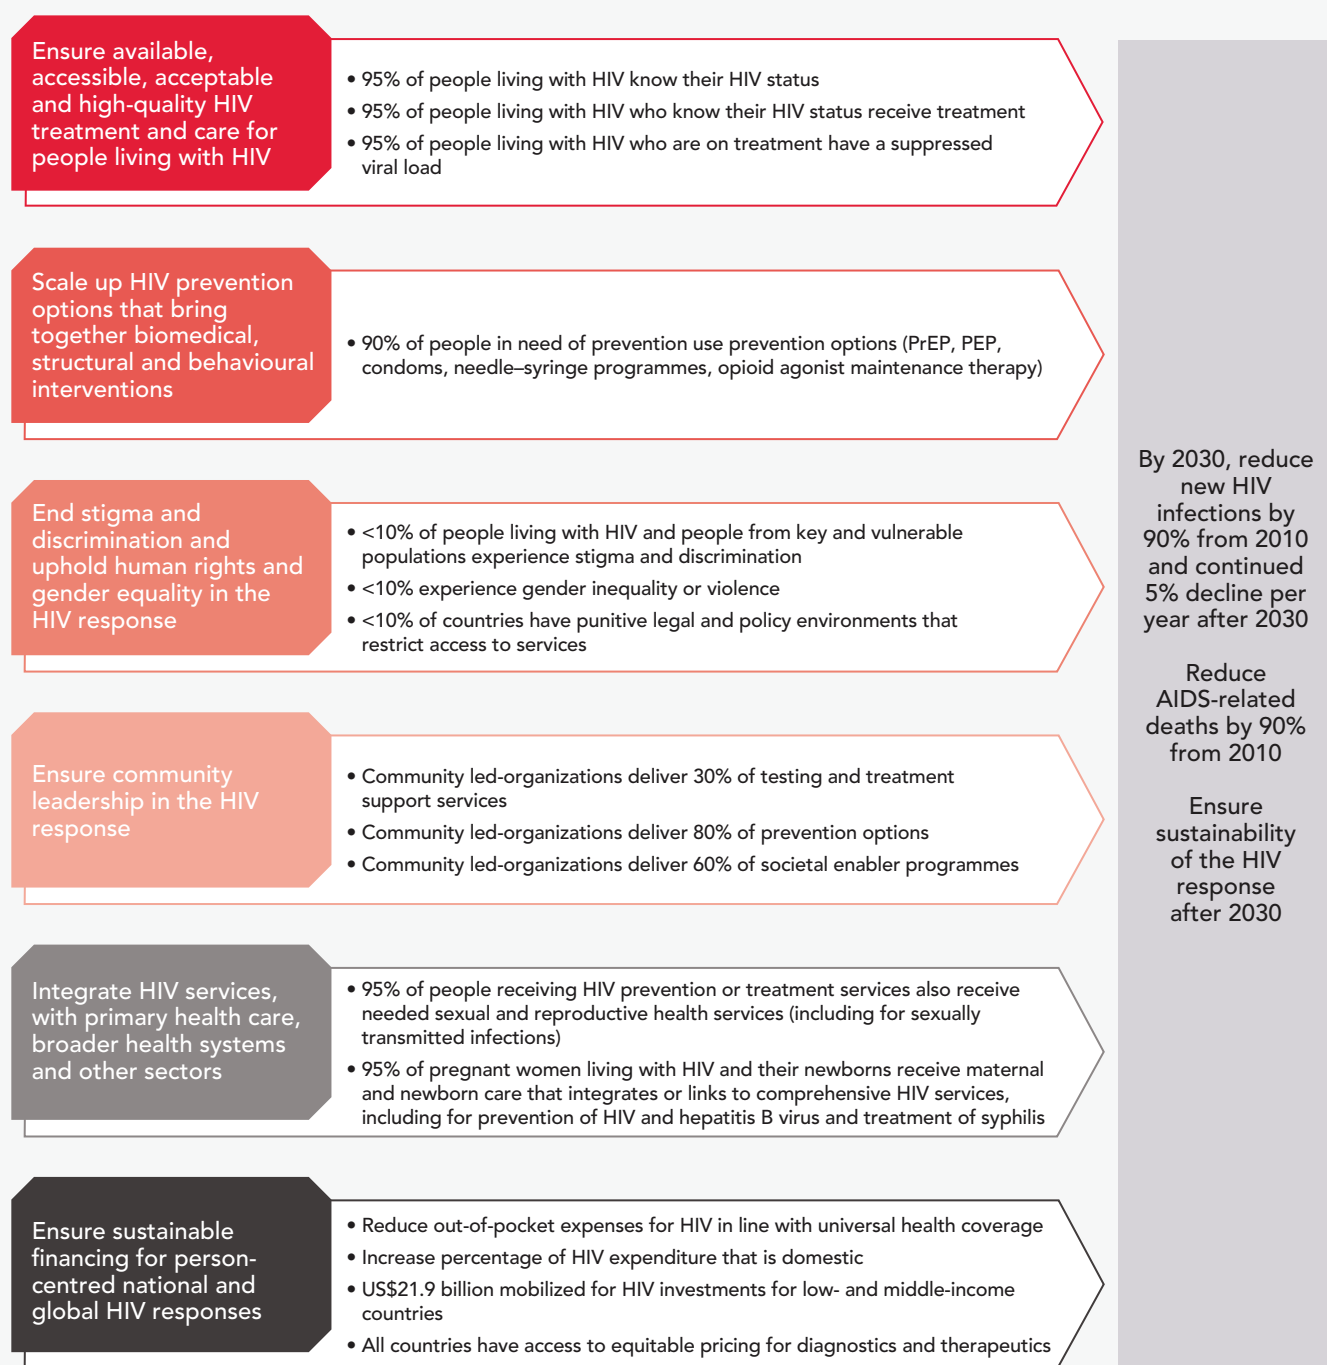 Ensure available,
accessible, acceptable
and high-quality HIV
treatment and care for
people living with HIV
• 95% of people living with HIV know their HIV status
• 95% of people living with HIV who know their HIV status receive treatment
• 95% of people living with HIV who are on treatment have a suppressed
viral load
Scale up HIV prevention
options that bring
together biomedical,
structural and behavioural
interventions
• 90% of people in need of prevention use prevention options (PrEP, PEP,
condoms, needle–syringe programmes, opioid agonist maintenance therapy)
End stigma and
discrimination and
uphold human rights and
gender equality in the
HIV response
• <10% of people living with HIV and people from key and vulnerable
populations experience stigma and discrimination
• <10% experience gender inequality or violence
• <10% of countries have punitive legal and policy environments that
restrict access to services
Ensure community
leadership in the HIV
response
• Community led-organizations deliver 30% of testing and treatment
support services
• Community led-organizations deliver 80% of prevention options
• Community led-organizations deliver 60% of societal enabler programmes
Integrate HIV services,
with primary health care,
broader health systems
and other sectors
• 95% of people receiving HIV prevention or treatment services also receive
needed sexual and reproductive health services (including for sexually
transmitted infections)
• 95% of pregnant women living with HIV and their newborns receive maternal
and newborn care that integrates or links to comprehensive HIV services,
including for prevention of HIV and hepatitis B virus and treatment of syphilis
Ensure sustainable
financing for person-
centred national and
global HIV responses
• Reduce out-of-pocket expenses for HIV in line with universal health coverage
• Increase percentage of HIV expenditure that is domestic
• US$21.9 billion mobilized for HIV investments for low- and middle-income
countries
• All countries have access to equitable pricing for diagnostics and therapeutics
By 2030, reduce
new HIV
infections by
90% from 2010
and continued
5% decline per
year after 2030
Reduce
AIDS-related
deaths by 90%
from 2010
Ensure
sustainability
of the HIV
response
after 2030